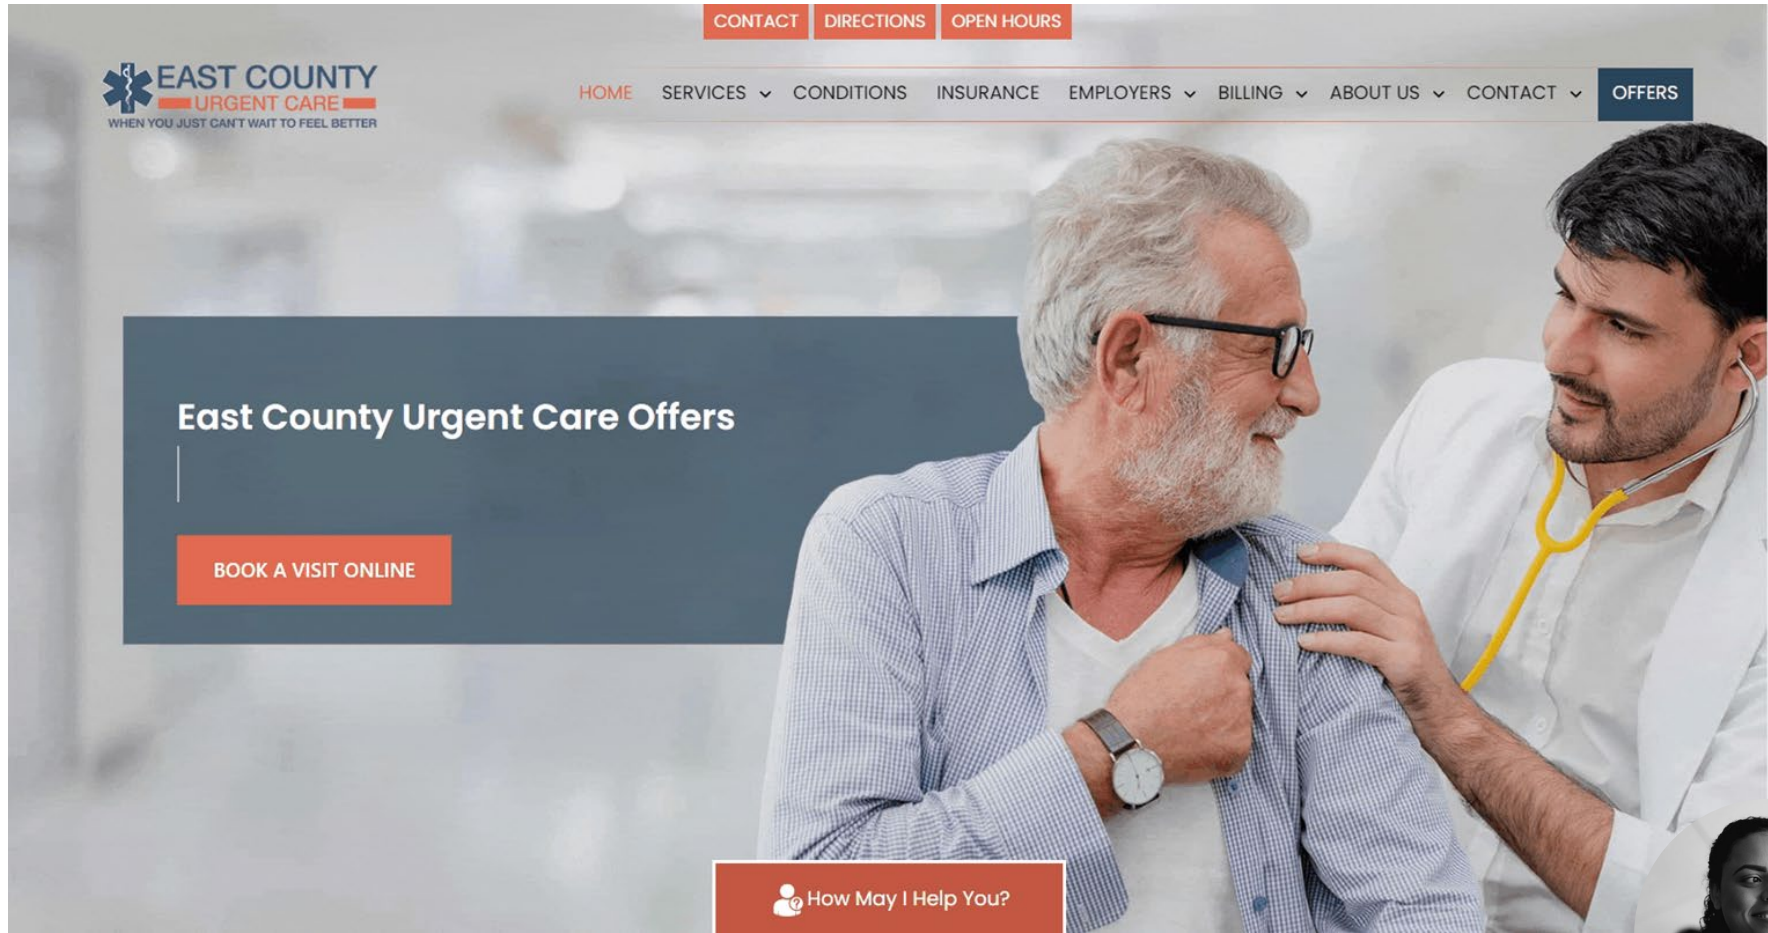 CONTACT DIRECTIONS OPEN HOURS
EAST COUNTY
URGENT CARE
WHEN YOU JUST CAN'T WAIT TO FEEL BETTER
HOME SERVICES CONDITIONS INSURANCE EMPLOYERS BILLING ABOUT US CONTACT OFFERS
East County Urgent Care Offers
BOOK A VISIT ONLINE
How May I Help You?